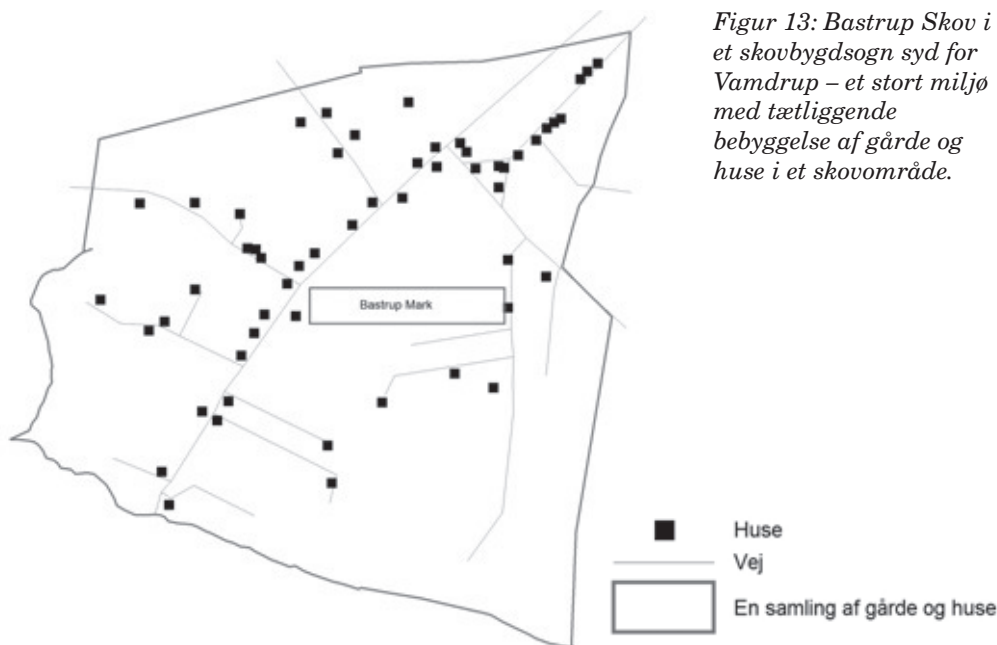 Figur 13: Bastrup Skov i
et skovbygdsogn syd for
Vamdrup – et stort miljø
med tætliggende
bebyggelse af gårde og
huse i et skovområde.
Bastrup Mark
Huse
Vej
En samling af gårde og huse